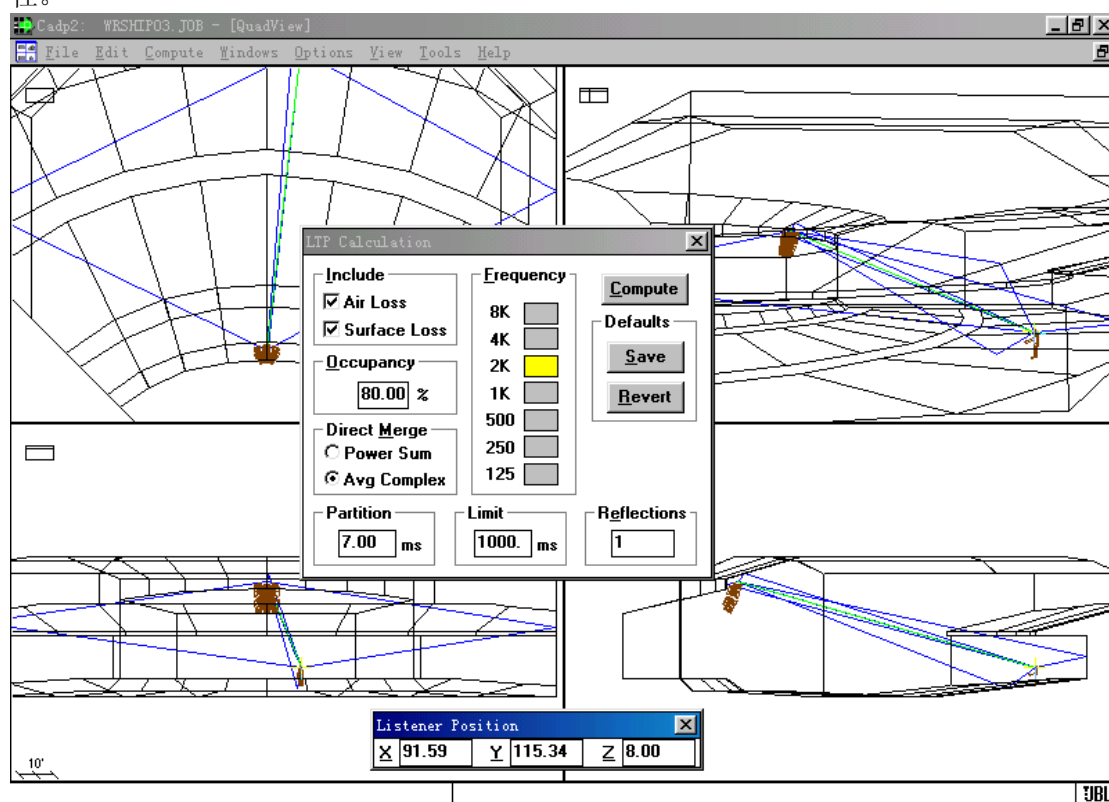 Cadp2: WRSHIP03.JOB - [QuadView]
File Edit Compute Windows Options View Tools Help
LTP Calculation
Include
Air Loss
Surface Loss
Occupancy
80.00 %
Direct Merge
Power Sum
Avg Complex
Frequency
8K
4K
2K
1K
500
250
125
Compute
Defaults
Save
Revert
Partition
7.00 ms
Limit
1000. ms
Reflections
1
Listener Position
X 91.59 Y 115.34 Z 8.00
10'
JBL